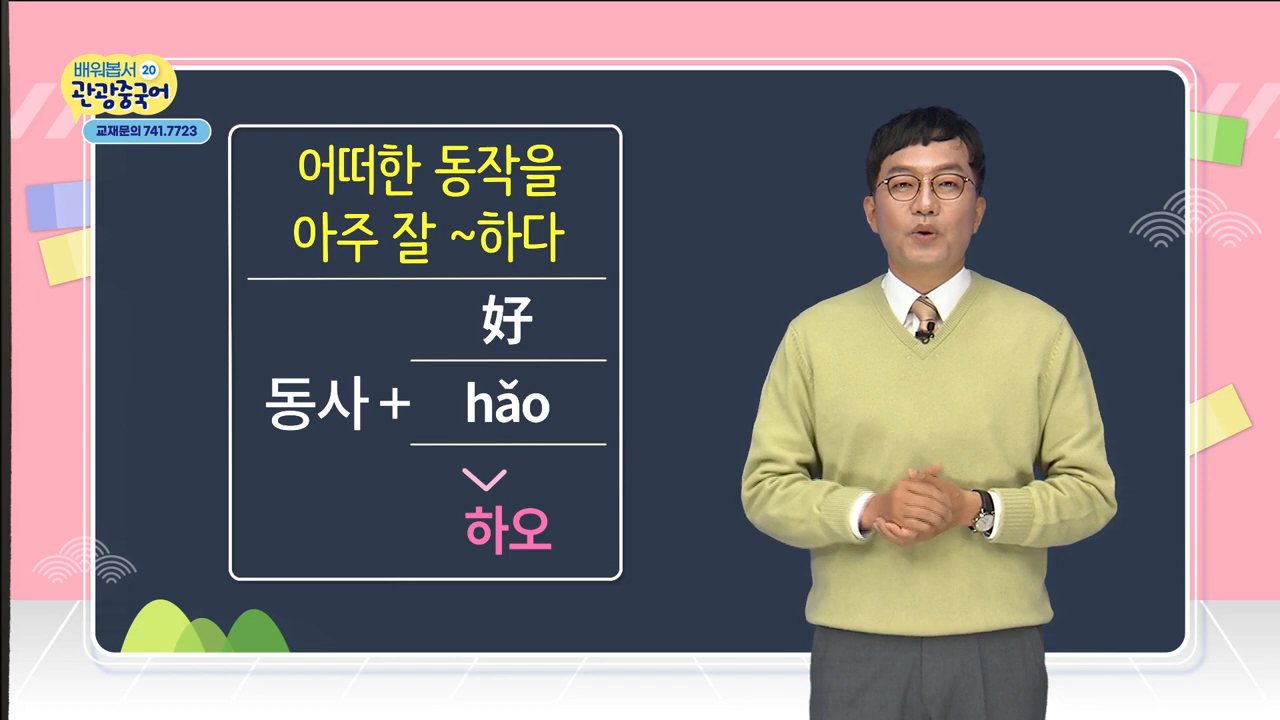 배워봅서 20
관광중국어
교재문의 741.7723
어떠한 동작을
아주 잘 ~하다
好
동사 + hǎo
하오